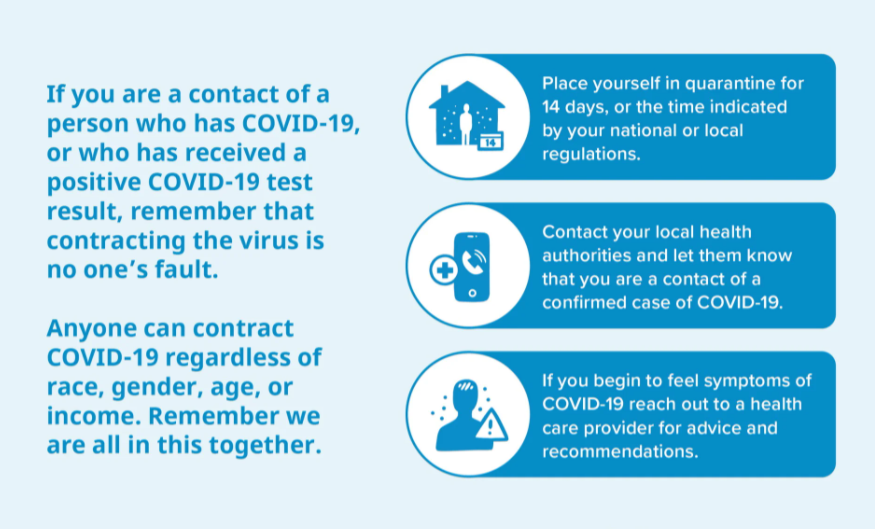 If you are a contact of a
person who has COVID-19,
or who has received a
positive COVID-19 test
result, remember that
contracting the virus is
no one’s fault.
Anyone can contract
COVID-19 regardless of
race, gender, age, or
income. Remember we
are all in this together.
14
Place yourself in quarantine for
14 days, or the time indicated
by your national or local
regulations.
Contact your local health
authorities and let them know
that you are a contact of a
confirmed case of COVID-19.
If you begin to feel symptoms of
COVID-19 reach out to a health
care provider for advice and
recommendations.